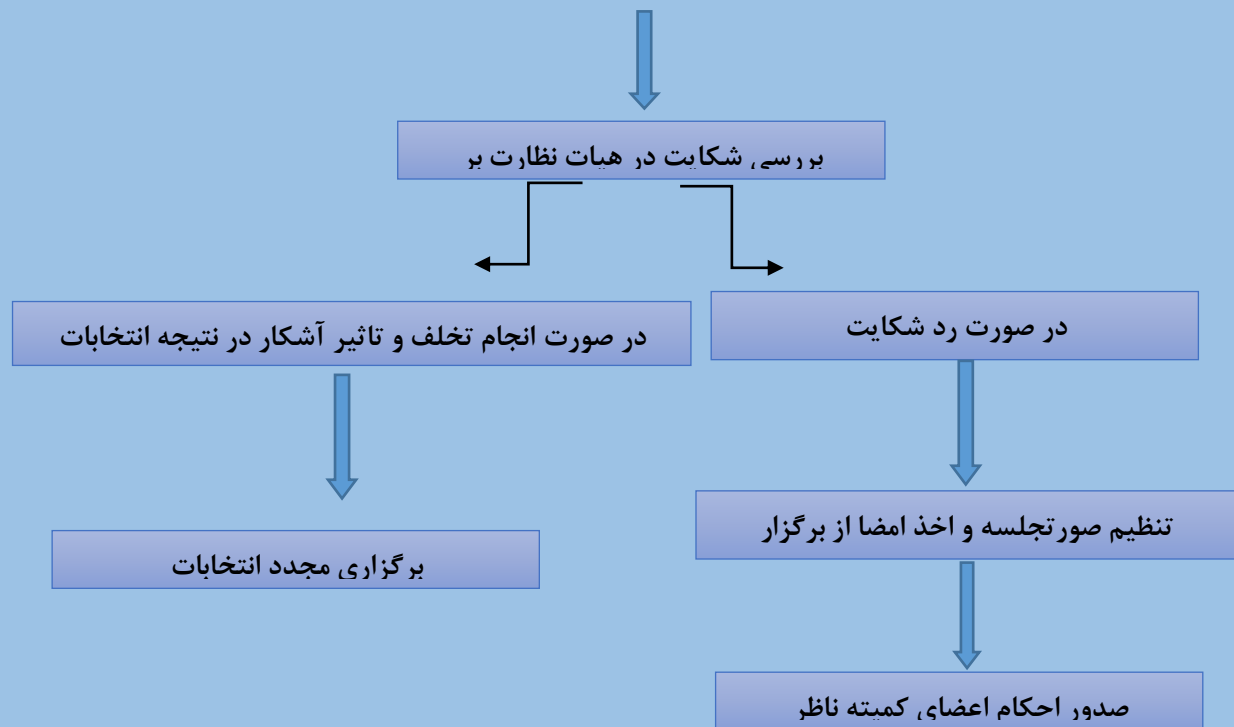 بررسی شکایت در هیات نظارت بر
در صورت رد شکایت
در صورت انجام تخلف و تاثیر آشکار در نتیجه انتخابات
تنظیم صورتجلسه و اخذ امضا از برگزار
برگزاری مجدد انتخابات
صدور احکام اعضای کمیته ناظر